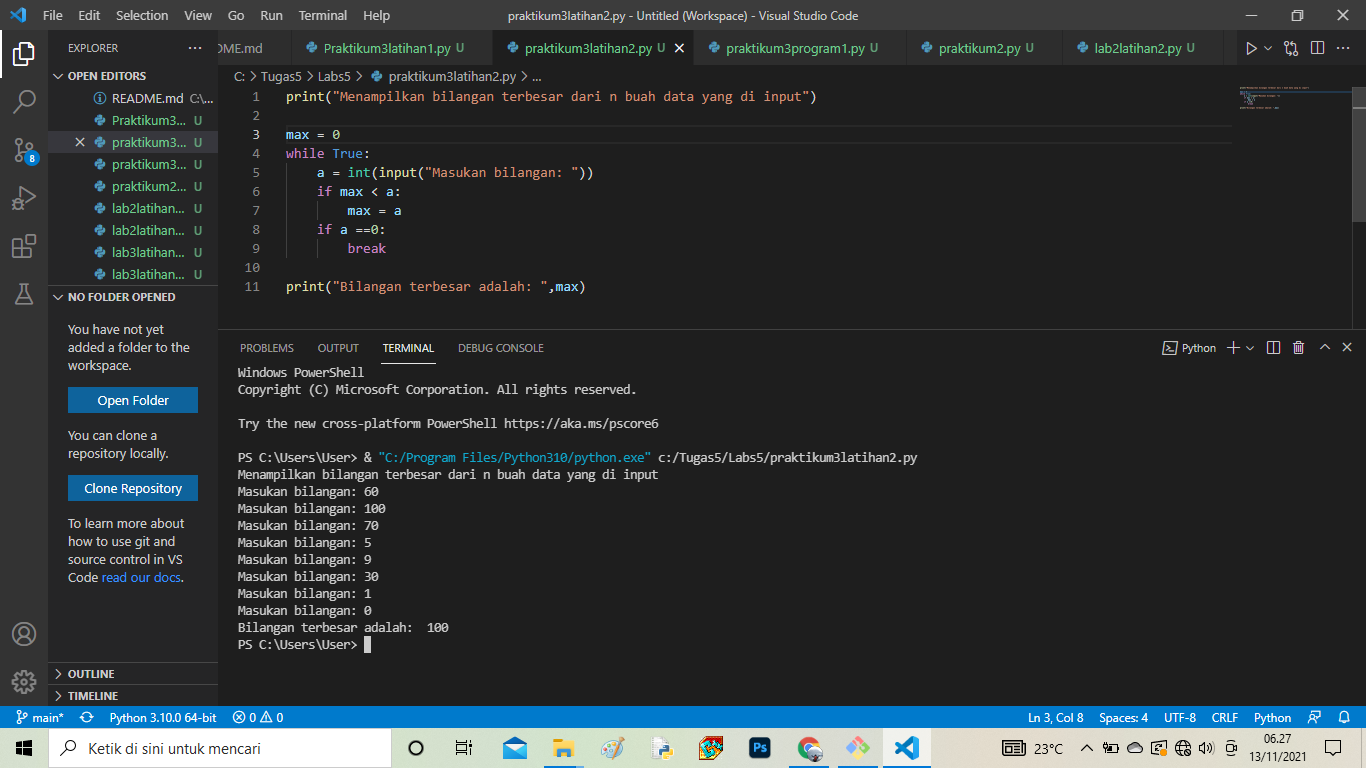 File Edit Selection View Go Run Terminal Help praktikum3latihan2.py - Untitled (Workspace) - Visual Studio Code
EXPLORER ...
DME.md Praktikum3latihan1.py U praktikum3latihan2.py U praktikum3program1.py U praktikum2.py U lab2latihan2.py U
OPEN EDITORS
README.md C:\...
Praktikum3... U
praktikum3... U
praktikum3... U
praktikum2... U
lab2latihan... U
lab2latihan... U
lab3latihan... U
lab3latihan... U
NO FOLDER OPENED
You have not yet
added a folder to the
workspace.
Open Folder
You can clone a
repository locally.
Clone Repository
To learn more about
how to use git and
source control in VS
Code read our docs.
OUTLINE
TIMELINE
8
C: > Tugas5 > Labs5 > praktikum3latihan2.py > ...
1 print("Menampilkan bilangan terbesar dari n buah data yang di input")
2
3 max = 0
4 while True:
5 a = int(input("Masukan bilangan: "))
6 if max < a:
7 max = a
8 if a ==0:
9 break
10
11 print("Bilangan terbesar adalah: ",max)
PROBLEMS OUTPUT TERMINAL DEBUG CONSOLE Python
Windows PowerShell
Copyright (C) Microsoft Corporation. All rights reserved.
Try the new cross-platform PowerShell https://aka.ms/pscore6
PS C:\Users\User> & "C:/Program Files/Python310/python.exe" c:/Tugas5/Labs5/praktikum3latihan2.py
Menampilkan bilangan terbesar dari n buah data yang di input
Masukan bilangan: 60
Masukan bilangan: 100
Masukan bilangan: 70
Masukan bilangan: 5
Masukan bilangan: 9
Masukan bilangan: 30
Masukan bilangan: 1
Masukan bilangan: 0
Bilangan terbesar adalah:  100
PS C:\Users\User>
main* Python 3.10.0 64-bit 0 0 Ln 3, Col 8 Spaces: 4 UTF-8 CRLF Python
Ketik di sini untuk mencari Ps 23°C 06.27
13/11/2021